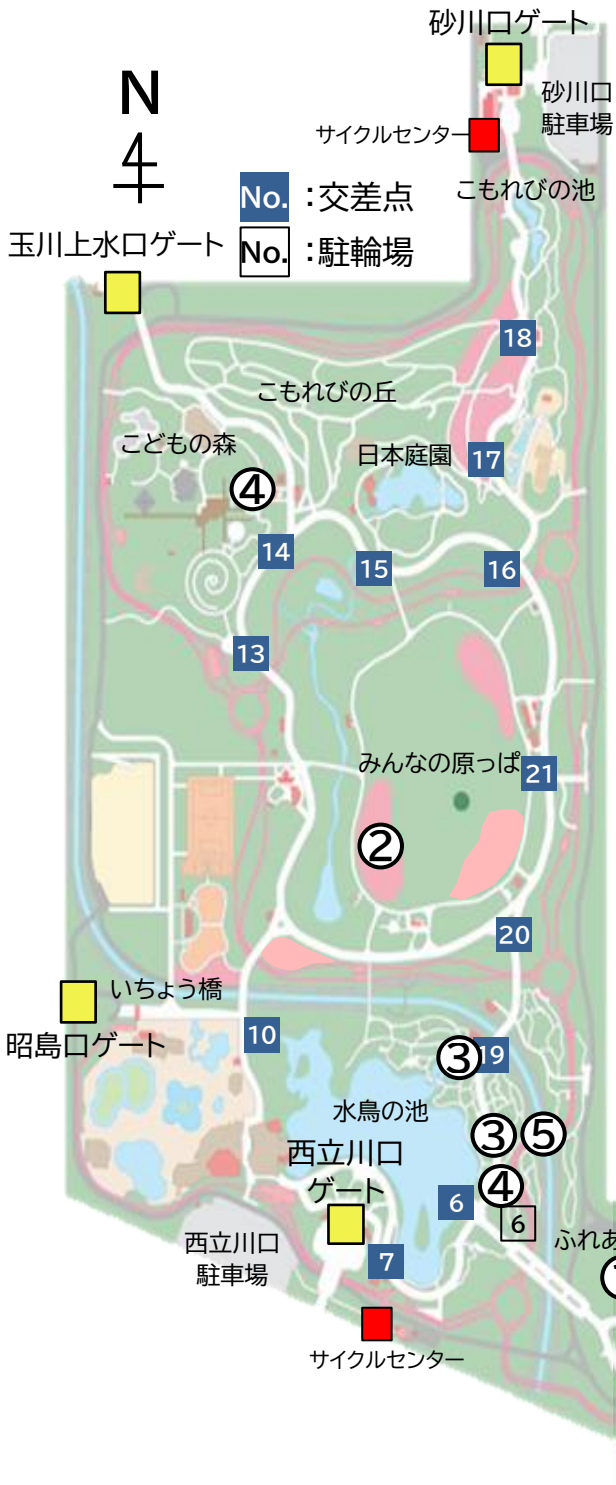 砂川口ゲート
N
砂川口
駐車場
サイクルセンター
No. ：交差点
こもれびの池
玉川上水口ゲート
No. ：駐輪場
18
こもれびの丘
こどもの森
日本庭園
17
④
14
15
16
13
みんなの原っぱ
21
②
20
いちょう橋
昭島口ゲート
10
③
19
水鳥の池
③
⑤
西立川口
ゲート
④
6
6
西立川口
駐車場
7
サイクルセンター